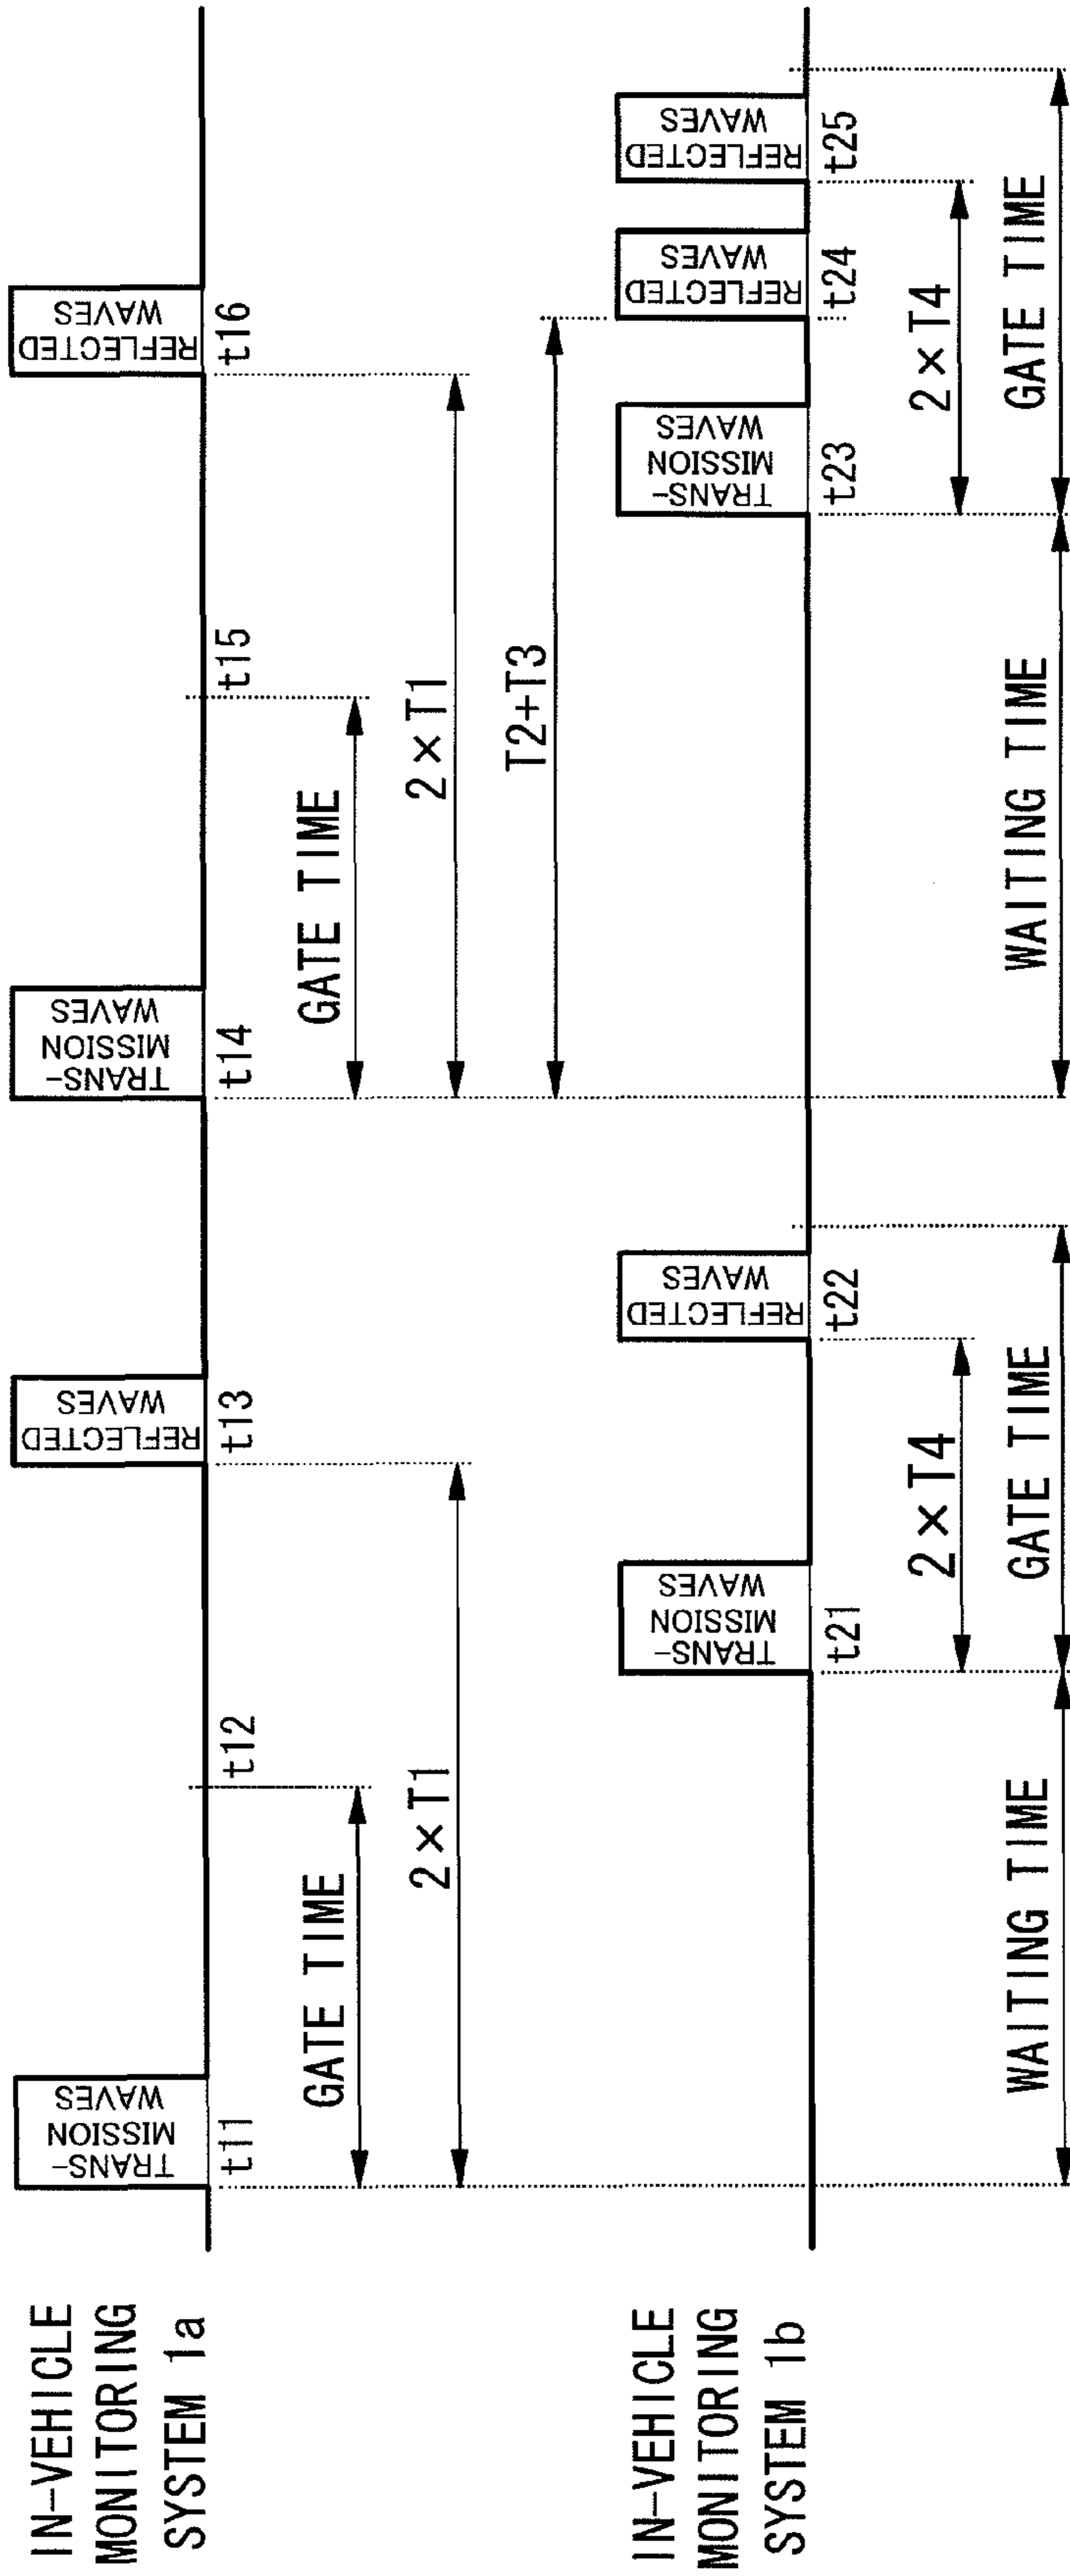 IN-VEHICLE
MONITORING
SYSTEM 1a
TRANS-
MISSION
WAVES
t11
t12
REFLECTED
WAVES
t13
TRANS-
MISSION
WAVES
t14
t15
REFLECTED
WAVES
t16
GATE TIME
GATE TIME
2×T1
2×T1
T2+T3
IN-VEHICLE
MONITORING
SYSTEM 1b
TRANS-
MISSION
WAVES
t21
REFLECTED
WAVES
t22
TRANS-
MISSION
WAVES
t23
REFLECTED
WAVES
t24
REFLECTED
WAVES
t25
2×T4
2×T4
WAITING TIME
GATE TIME
WAITING TIME
GATE TIME